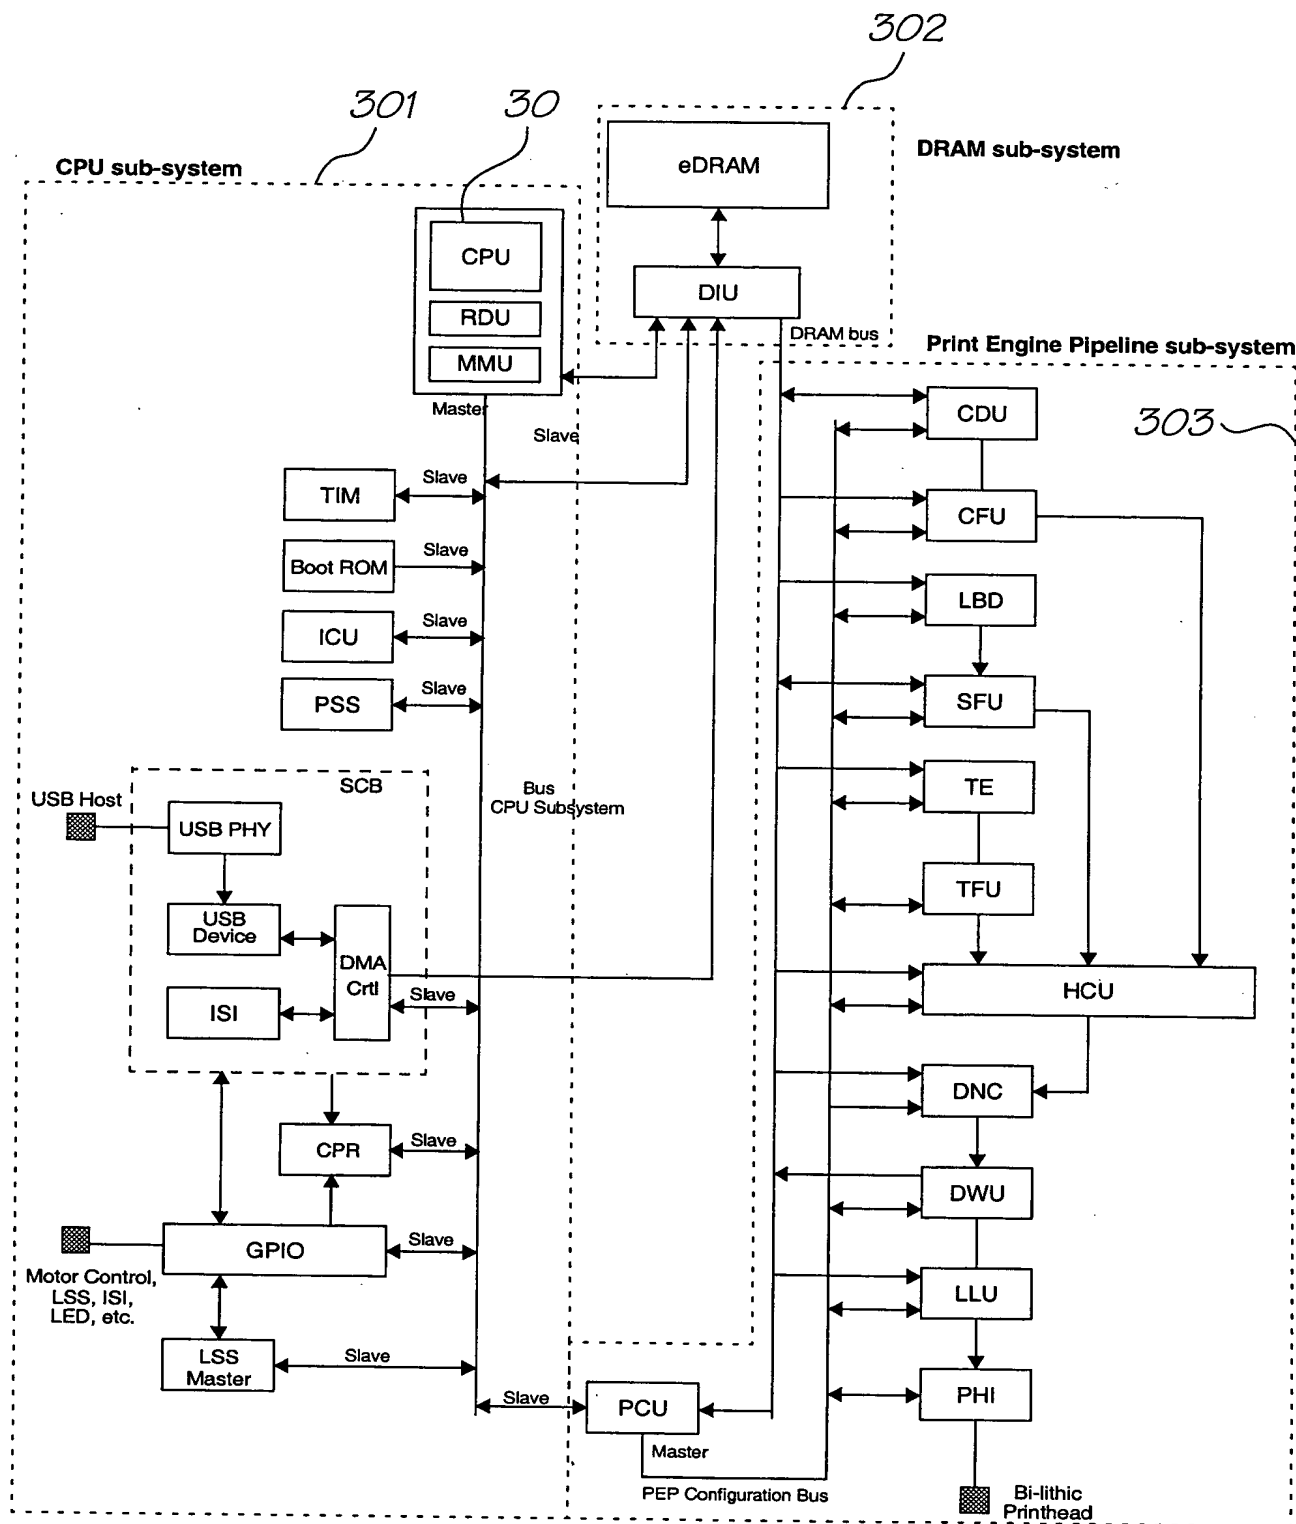 302
301
30
CPU sub-system
eDRAM
DRAM sub-system
CPU
DIU
RDU
DRAM bus
MMU
Print Engine Pipeline sub-system
Master
Slave
CDU
303
TIM
Slave
CFU
Boot ROM
Slave
LBD
ICU
Slave
PSS
Slave
SFU
SCB
Bus
CPU Subsystem
TE
USB Host
USB PHY
TFU
USB
Device
DMA
Crtl
Slave
HCU
ISI
DNC
CPR
Slave
DWU
GPIO
Slave
Motor Control,
LSS, ISI,
LED, etc.
LLU
LSS
Master
Slave
Slave
PCU
PHI
Master
PEP Configuration Bus
Bi-lithic
Printhead